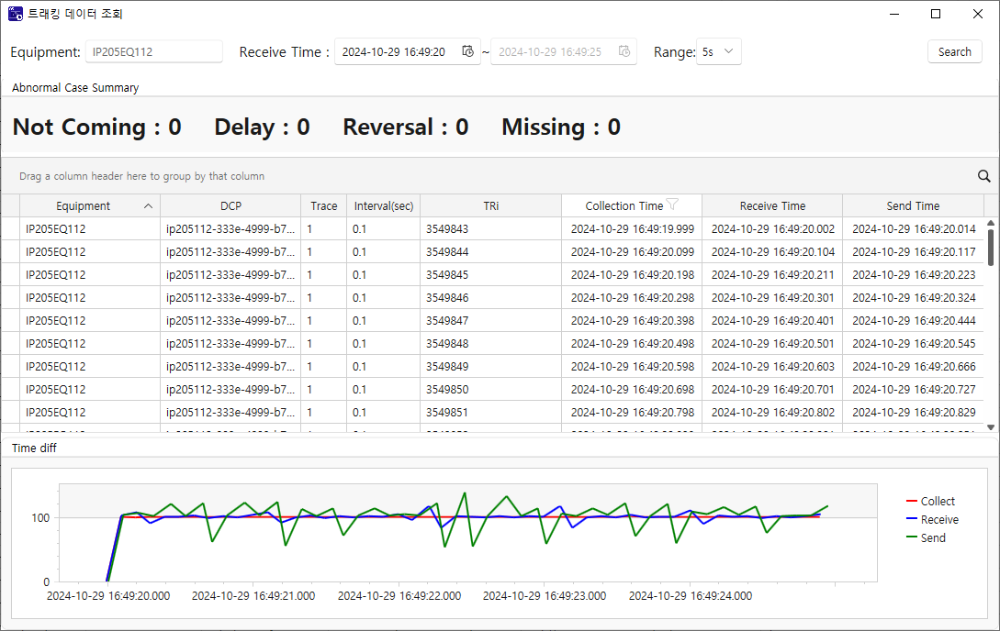 트래킹 데이터 조회
Equipment: IP205EQ112 Receive Time : 2024-10-29 16:49:20 ~ 2024-10-29 16:49:25 Range: 5s Search
Abnormal Case Summary
Not Coming : 0 Delay : 0 Reversal : 0 Missing : 0
Drag a column header here to group by that column
Equipment DCP Trace Interval(sec) TRi Collection Time Receive Time Send Time
IP205EQ112 ip205112-333e-4999-b7... 1 0.1 3549843 2024-10-29 16:49:19.999 2024-10-29 16:49:20.002 2024-10-29 16:49:20.014
IP205EQ112 ip205112-333e-4999-b7... 1 0.1 3549844 2024-10-29 16:49:20.099 2024-10-29 16:49:20.104 2024-10-29 16:49:20.117
IP205EQ112 ip205112-333e-4999-b7... 1 0.1 3549845 2024-10-29 16:49:20.198 2024-10-29 16:49:20.211 2024-10-29 16:49:20.223
IP205EQ112 ip205112-333e-4999-b7... 1 0.1 3549846 2024-10-29 16:49:20.298 2024-10-29 16:49:20.301 2024-10-29 16:49:20.324
IP205EQ112 ip205112-333e-4999-b7... 1 0.1 3549847 2024-10-29 16:49:20.398 2024-10-29 16:49:20.401 2024-10-29 16:49:20.444
IP205EQ112 ip205112-333e-4999-b7... 1 0.1 3549848 2024-10-29 16:49:20.498 2024-10-29 16:49:20.501 2024-10-29 16:49:20.545
IP205EQ112 ip205112-333e-4999-b7... 1 0.1 3549849 2024-10-29 16:49:20.598 2024-10-29 16:49:20.603 2024-10-29 16:49:20.666
IP205EQ112 ip205112-333e-4999-b7... 1 0.1 3549850 2024-10-29 16:49:20.698 2024-10-29 16:49:20.701 2024-10-29 16:49:20.727
IP205EQ112 ip205112-333e-4999-b7... 1 0.1 3549851 2024-10-29 16:49:20.798 2024-10-29 16:49:20.802 2024-10-29 16:49:20.829
Time diff
100
0
2024-10-29 16:49:20.000 2024-10-29 16:49:21.000 2024-10-29 16:49:22.000 2024-10-29 16:49:23.000 2024-10-29 16:49:24.000
Collect
Receive
Send